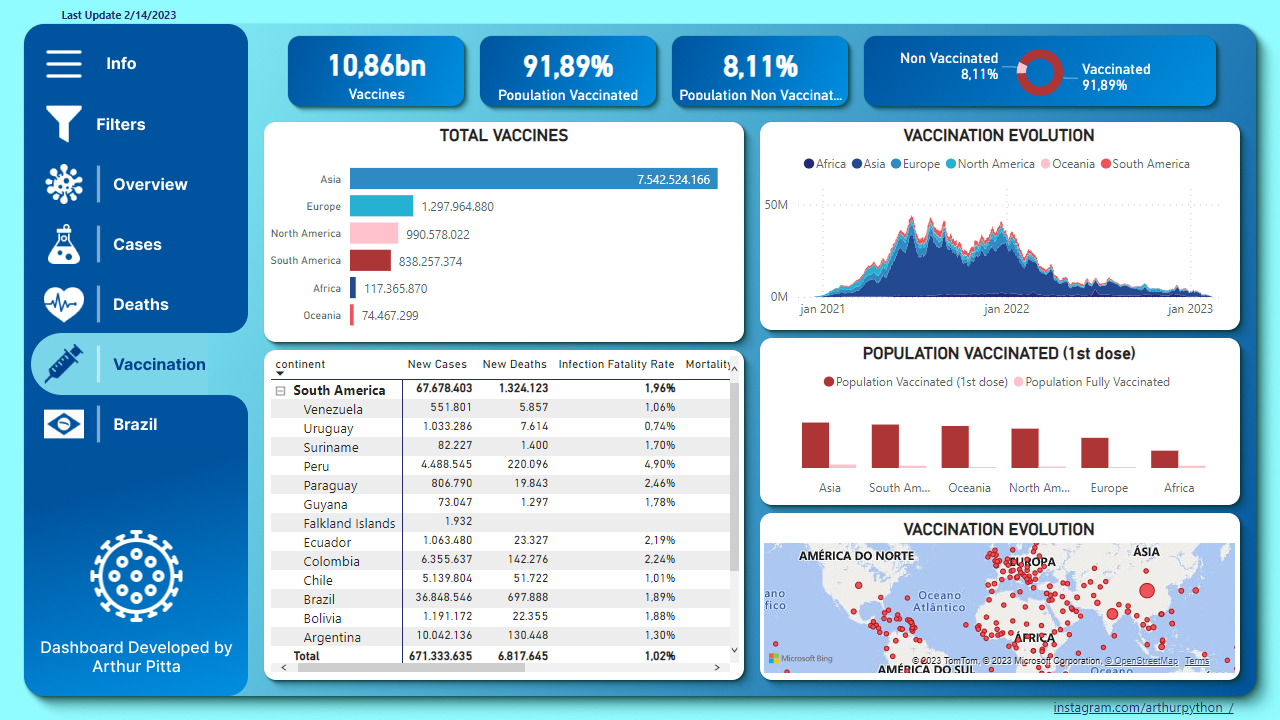 Last Update 2/14/2023
Info
Filters
Overview
Cases
Deaths
Vaccination
Brazil
Dashboard Developed by
Arthur Pitta
10,86bn
Vaccines
91,89%
Population Vaccinated
8,11%
Population Non Vaccinat...
Non Vaccinated
8,11%
Vaccinated
91,89%
TOTAL VACCINES
Asia 7.542.524.166
Europe 1.297.964.880
North America 990.578.022
South America 838.257.374
Africa 117.365.870
Oceania 74.467.299
VACCINATION EVOLUTION
Africa Asia Europe North America Oceania South America
50M
0M
jan 2021 jan 2022 jan 2023
continent New Cases New Deaths Infection Fatality Rate Mortality
South America 67.678.403 1.324.123 1,96%
Venezuela 551.801 5.857 1,06%
Uruguay 1.033.286 7.614 0,74%
Suriname 82.227 1.400 1,70%
Peru 4.488.545 220.096 4,90%
Paraguay 806.790 19.843 2,46%
Guyana 73.047 1.297 1,78%
Falkland Islands 1.932
Ecuador 1.063.480 23.327 2,19%
Colombia 6.355.637 142.276 2,24%
Chile 5.139.804 51.722 1,01%
Brazil 36.848.546 697.888 1,89%
Bolivia 1.191.172 22.355 1,88%
Argentina 10.042.136 130.448 1,30%
Total 671.333.635 6.817.645 1,02%
POPULATION VACCINATED (1st dose)
Population Vaccinated (1st dose) Population Fully Vaccinated
Asia South Am... Oceania North Am... Europe Africa
VACCINATION EVOLUTION
AMÉRICA DO NORTE
EUROPA
ÁSIA
ano
fico
Oceano
Atlântico
Oc
Pa
ÁFRICA
AMÉRICA DO SUL
Oceano
Microsoft Bing
© 2023 TomTom, © 2023 Microsoft Corporation, © OpenStreetMap Terms
instagram.com/arthurpython_/